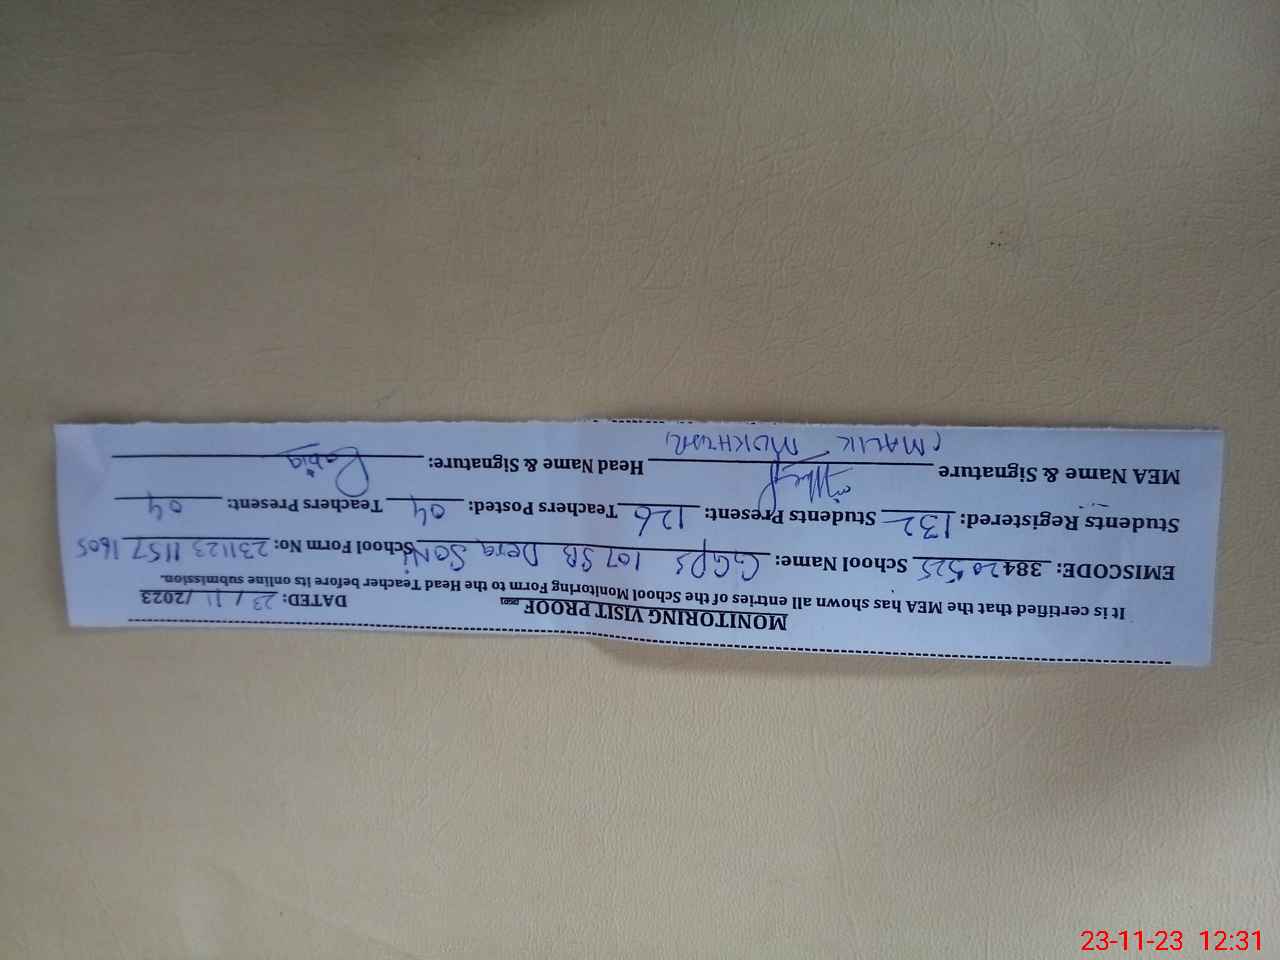 MONITORING VISIT PROOF
DATED: 23 / 11 /2023
It is certified that the MEA has shown all entries of the School Monitoring Form to the Head Teacher before its online submission.
EMISCODE: 38420525 School Name: GGPS 107 SB Dera SONI School Form No: 231123 1157 1605
Students Registered: 132 Students Present: 126 Teachers Posted: 04 Teachers Present: 04
MEA Name & Signature Head Name & Signature: Rabia
(MALIK MUKHTAR)
23-11-23 12:31